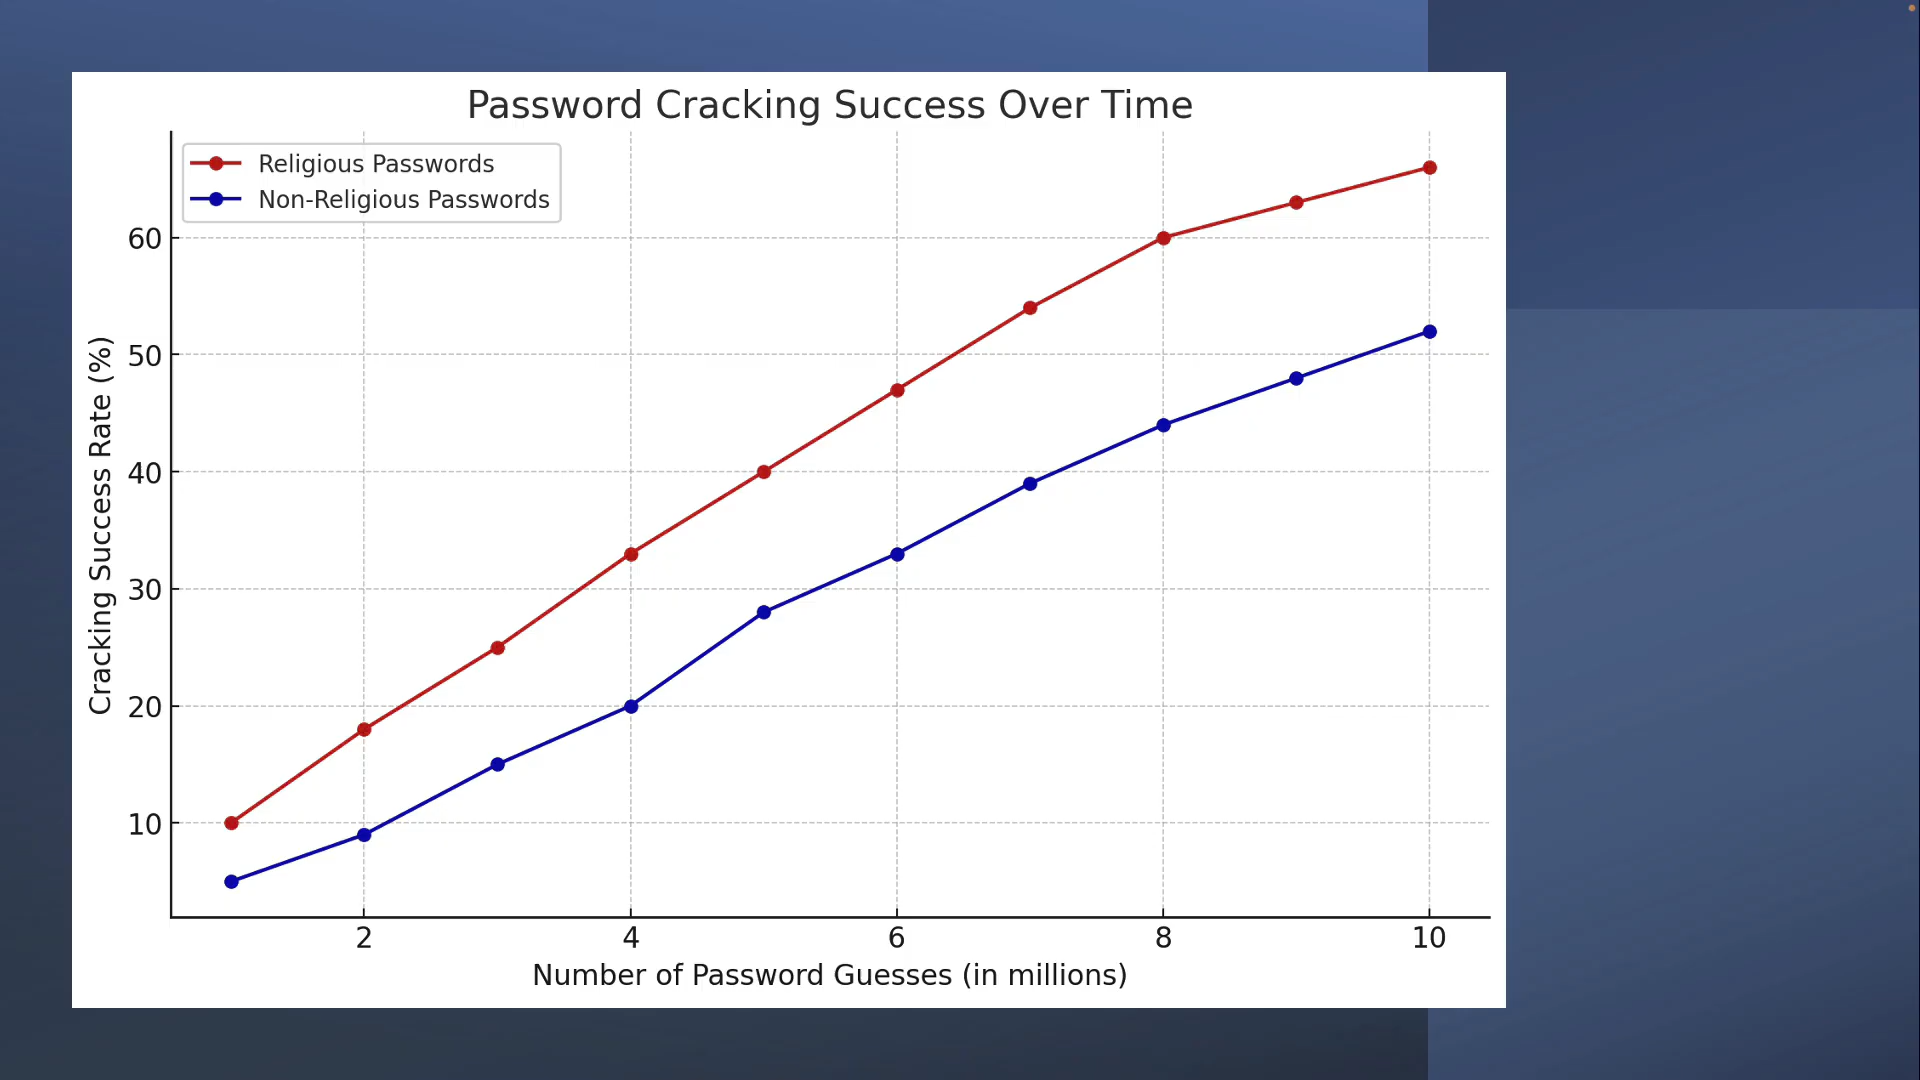 Password Cracking Success Over Time
Religious Passwords
Non-Religious Passwords
Cracking Success Rate (%)
60
50
40
30
20
10
2 4 6 8 10
Number of Password Guesses (in millions)